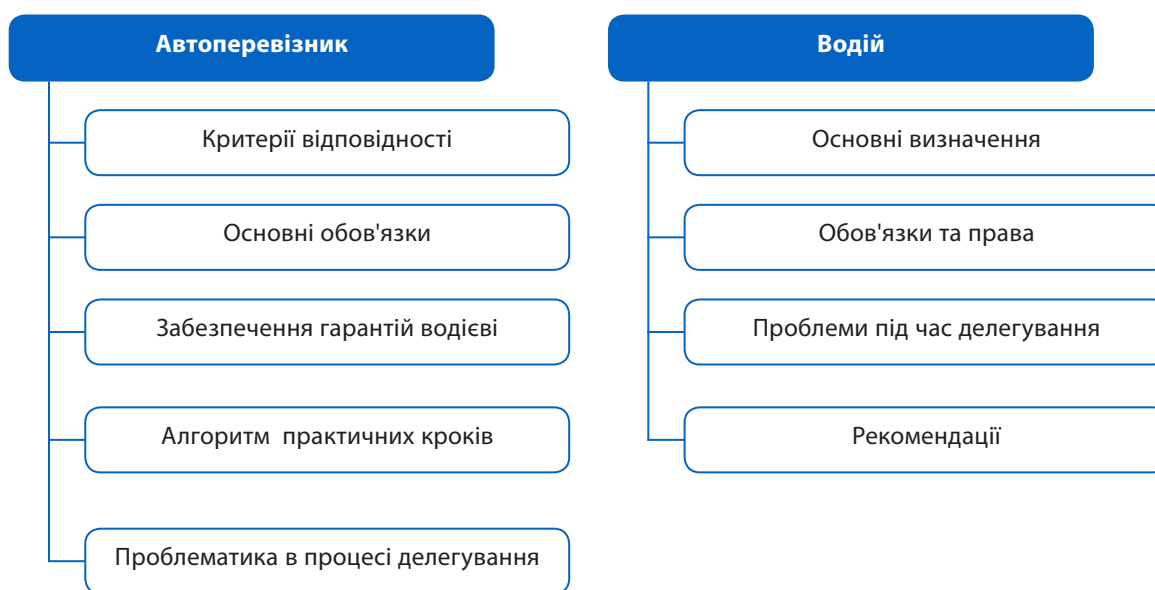 Автоперевізник
Критерії відповідності
Основні обов'язки
Забезпечення гарантій водієві
Алгоритм практичних кроків
Проблематика в процесі делегування
Водій
Основні визначення
Обов'язки та права
Проблеми під час делегування
Рекомендації